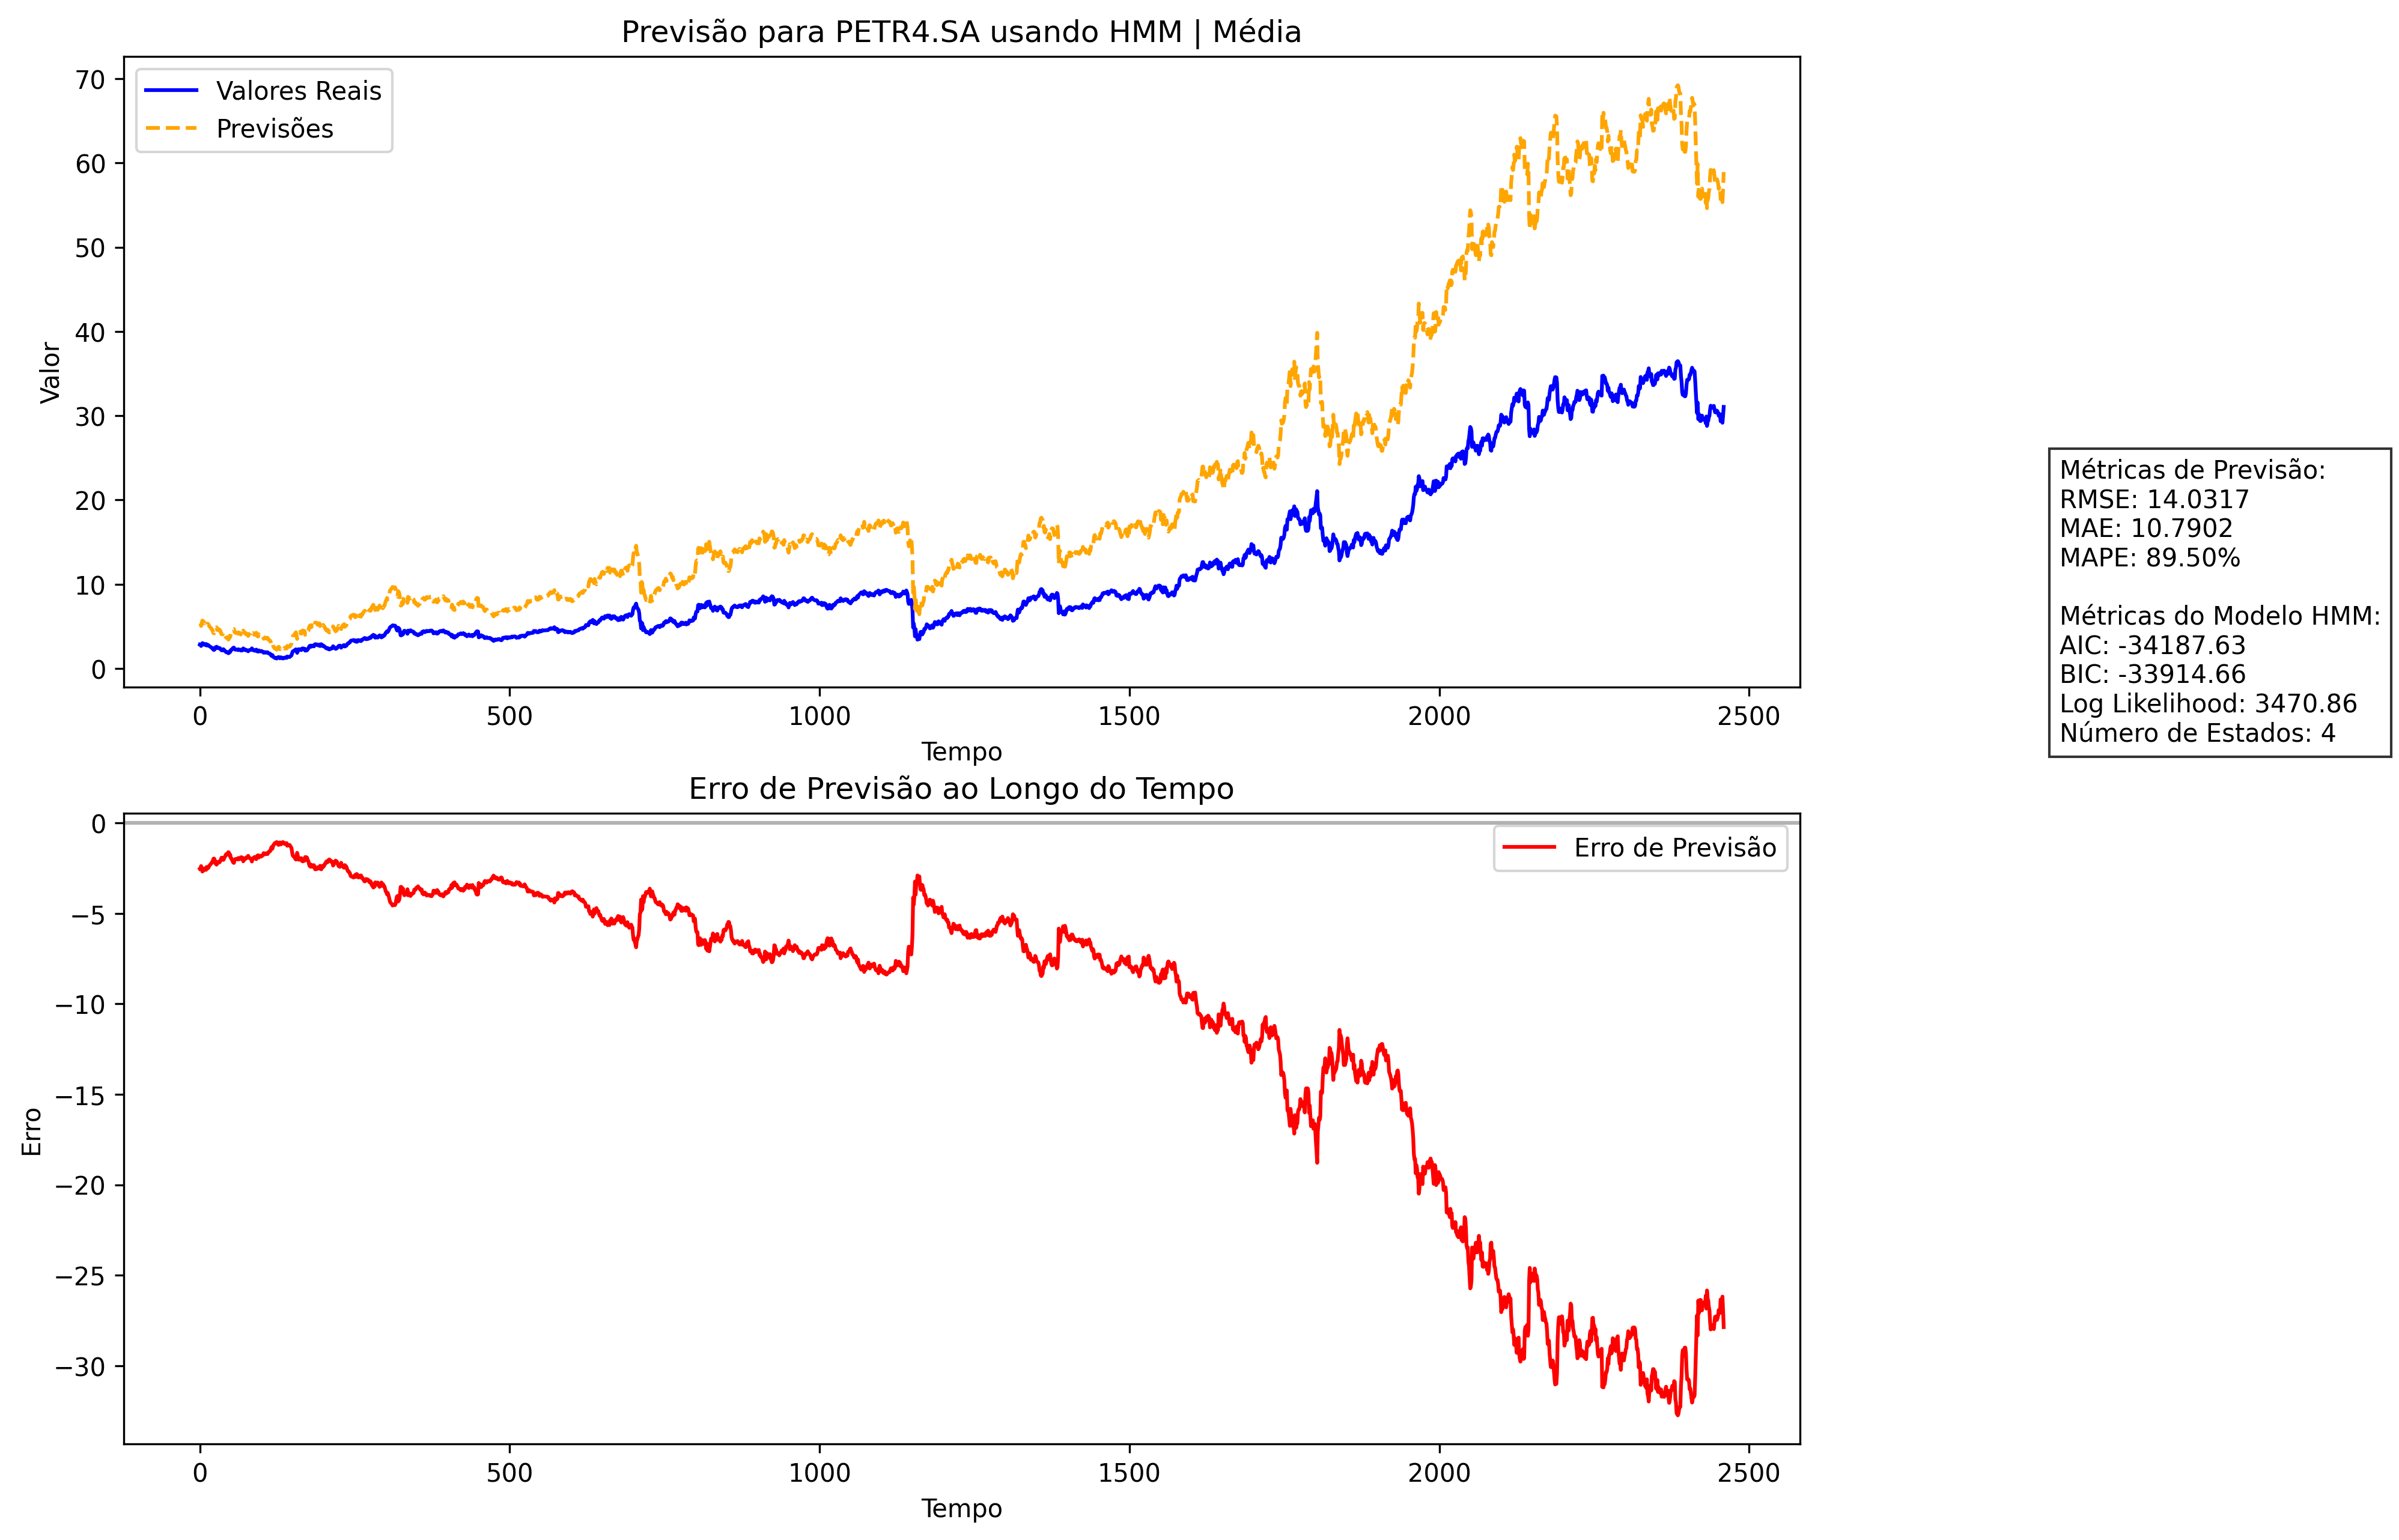 Previsão para PETR4.SA usando HMM | Média
Valores Reais
Previsões
70
60
50
40
30
20
10
0
Valor
0 500 1000 1500 2000 2500
Tempo
Métricas de Previsão:
RMSE: 14.0317
MAE: 10.7902
MAPE: 89.50%
Métricas do Modelo HMM:
AIC: -34187.63
BIC: -33914.66
Log Likelihood: 3470.86
Número de Estados: 4
Erro de Previsão ao Longo do Tempo
Erro de Previsão
0
−5
−10
−15
−20
−25
−30
Erro
0 500 1000 1500 2000 2500
Tempo